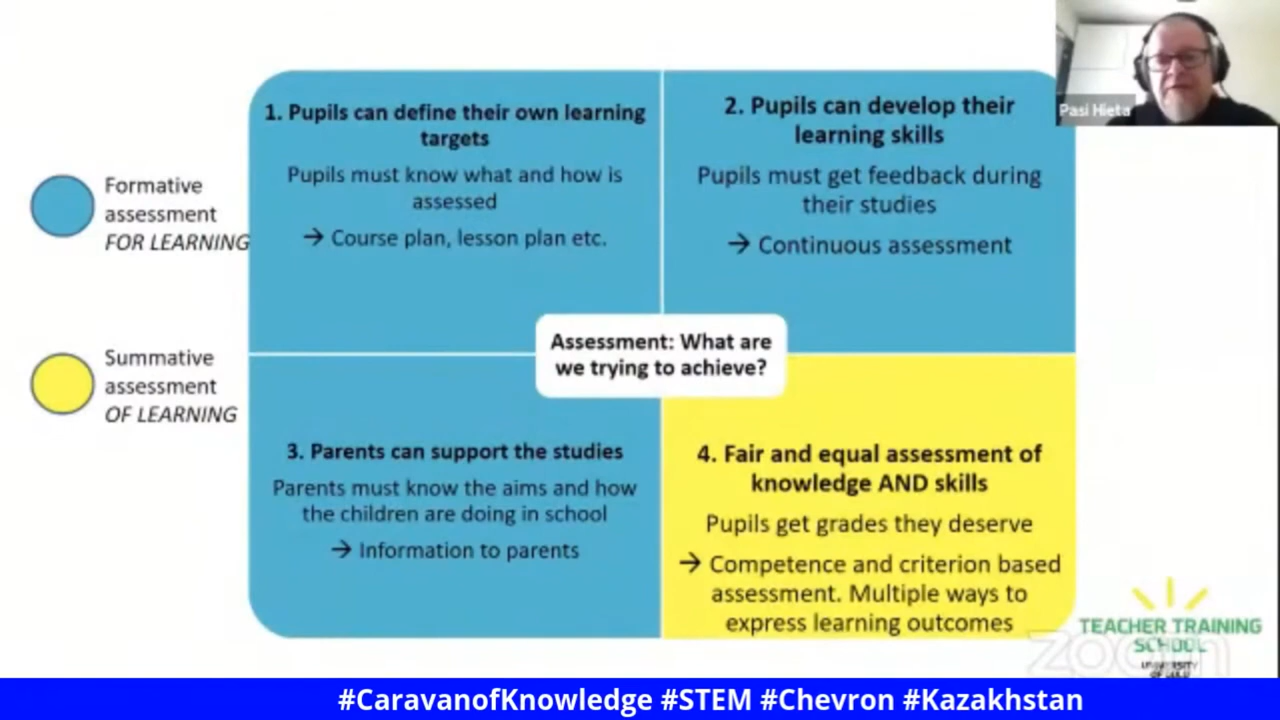 Pasi Hieta
1. Pupils can define their own learning
targets
Pupils must know what and how is
assessed
→ Course plan, lesson plan etc.
2. Pupils can develop their
learning skills
Pupils must get feedback during
their studies
→ Continuous assessment
Formative
assessment
FOR LEARNING
Assessment: What are
we trying to achieve?
Summative
assessment
OF LEARNING
3. Parents can support the studies
Parents must know the aims and how
the children are doing in school
→ Information to parents
4. Fair and equal assessment of
knowledge AND skills
Pupils get grades they deserve
→ Competence and criterion based
assessment. Multiple ways to
express learning outcomes
TEACHER TRAINING
SCHOOL
UNIVERSITY
OF OULU
zoom
#CaravanofKnowledge #STEM #Chevron #Kazakhstan